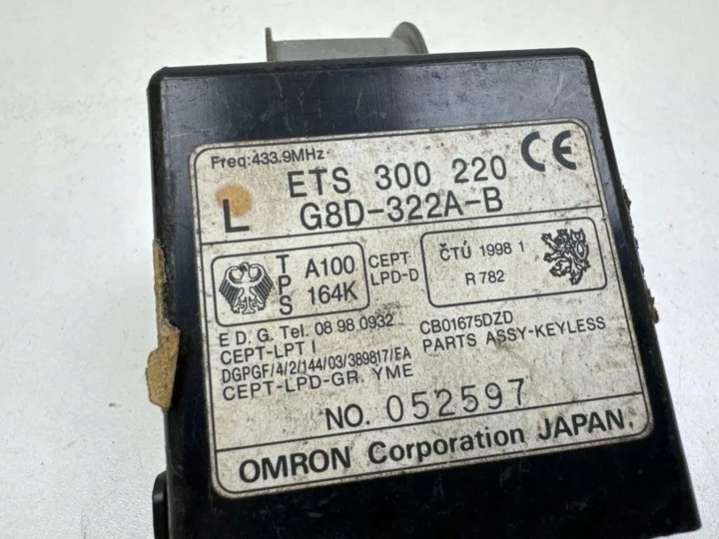 Freq:433.9MHz
ETS 300 220 CE
L G8D-322A-B
TPS A100 164K
CEPT
LPD-D
ČTÚ 1998 1
R 782
E D. G. Tel. 08 98 0932
CEPT-LPT I
DGPGF/4/2/144/03/389817/EA
CEPT-LPD-GR. YME
CB01675DZD
PARTS ASSY-KEYLESS
NO. 052597
OMRON Corporation JAPAN.